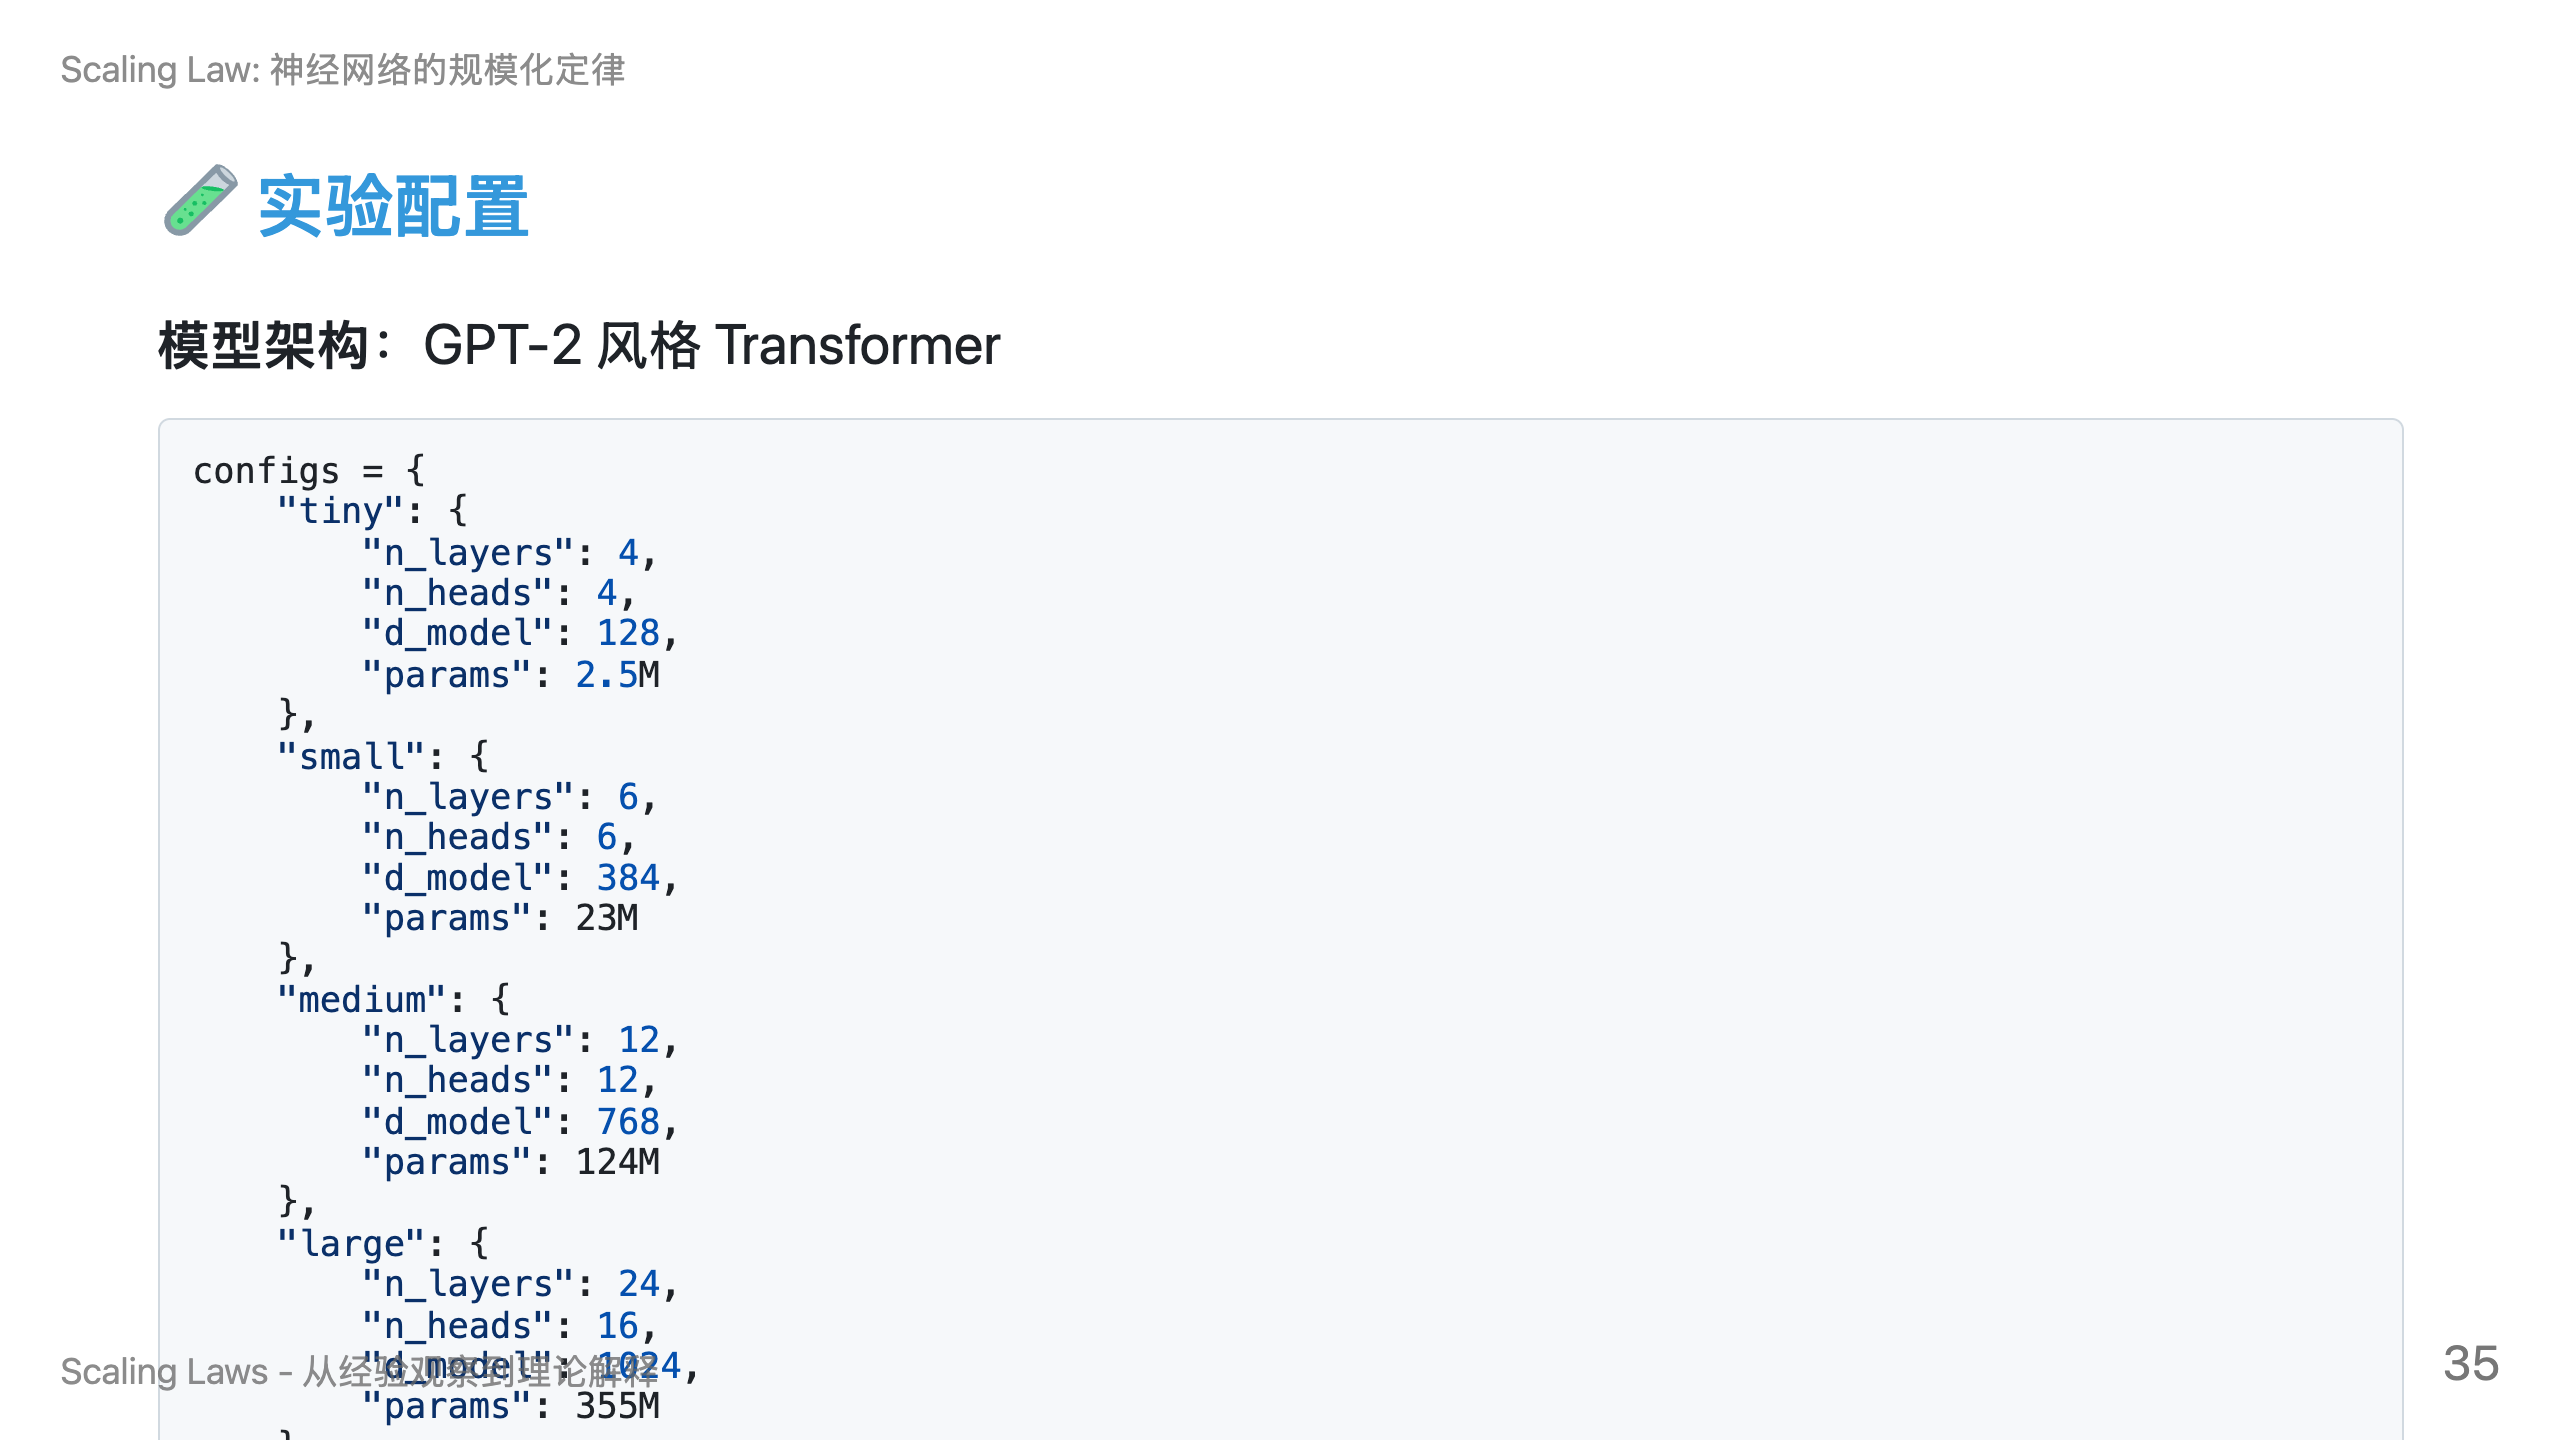 Scaling Law: 神经网络的规模化定律
实验配置
模型架构：GPT-2 风格 Transformer
configs = {
    "tiny": {
        "n_layers": 4,
        "n_heads": 4,
        "d_model": 128,
        "params": 2.5M
    },
    "small": {
        "n_layers": 6,
        "n_heads": 6,
        "d_model": 384,
        "params": 23M
    },
    "medium": {
        "n_layers": 12,
        "n_heads": 12,
        "d_model": 768,
        "params": 124M
    },
    "large": {
        "n_layers": 24,
        "n_heads": 16,
        "d_model": 1024,
        "params": 355M
    }
Scaling Laws - 从经验观察到理论解释
35